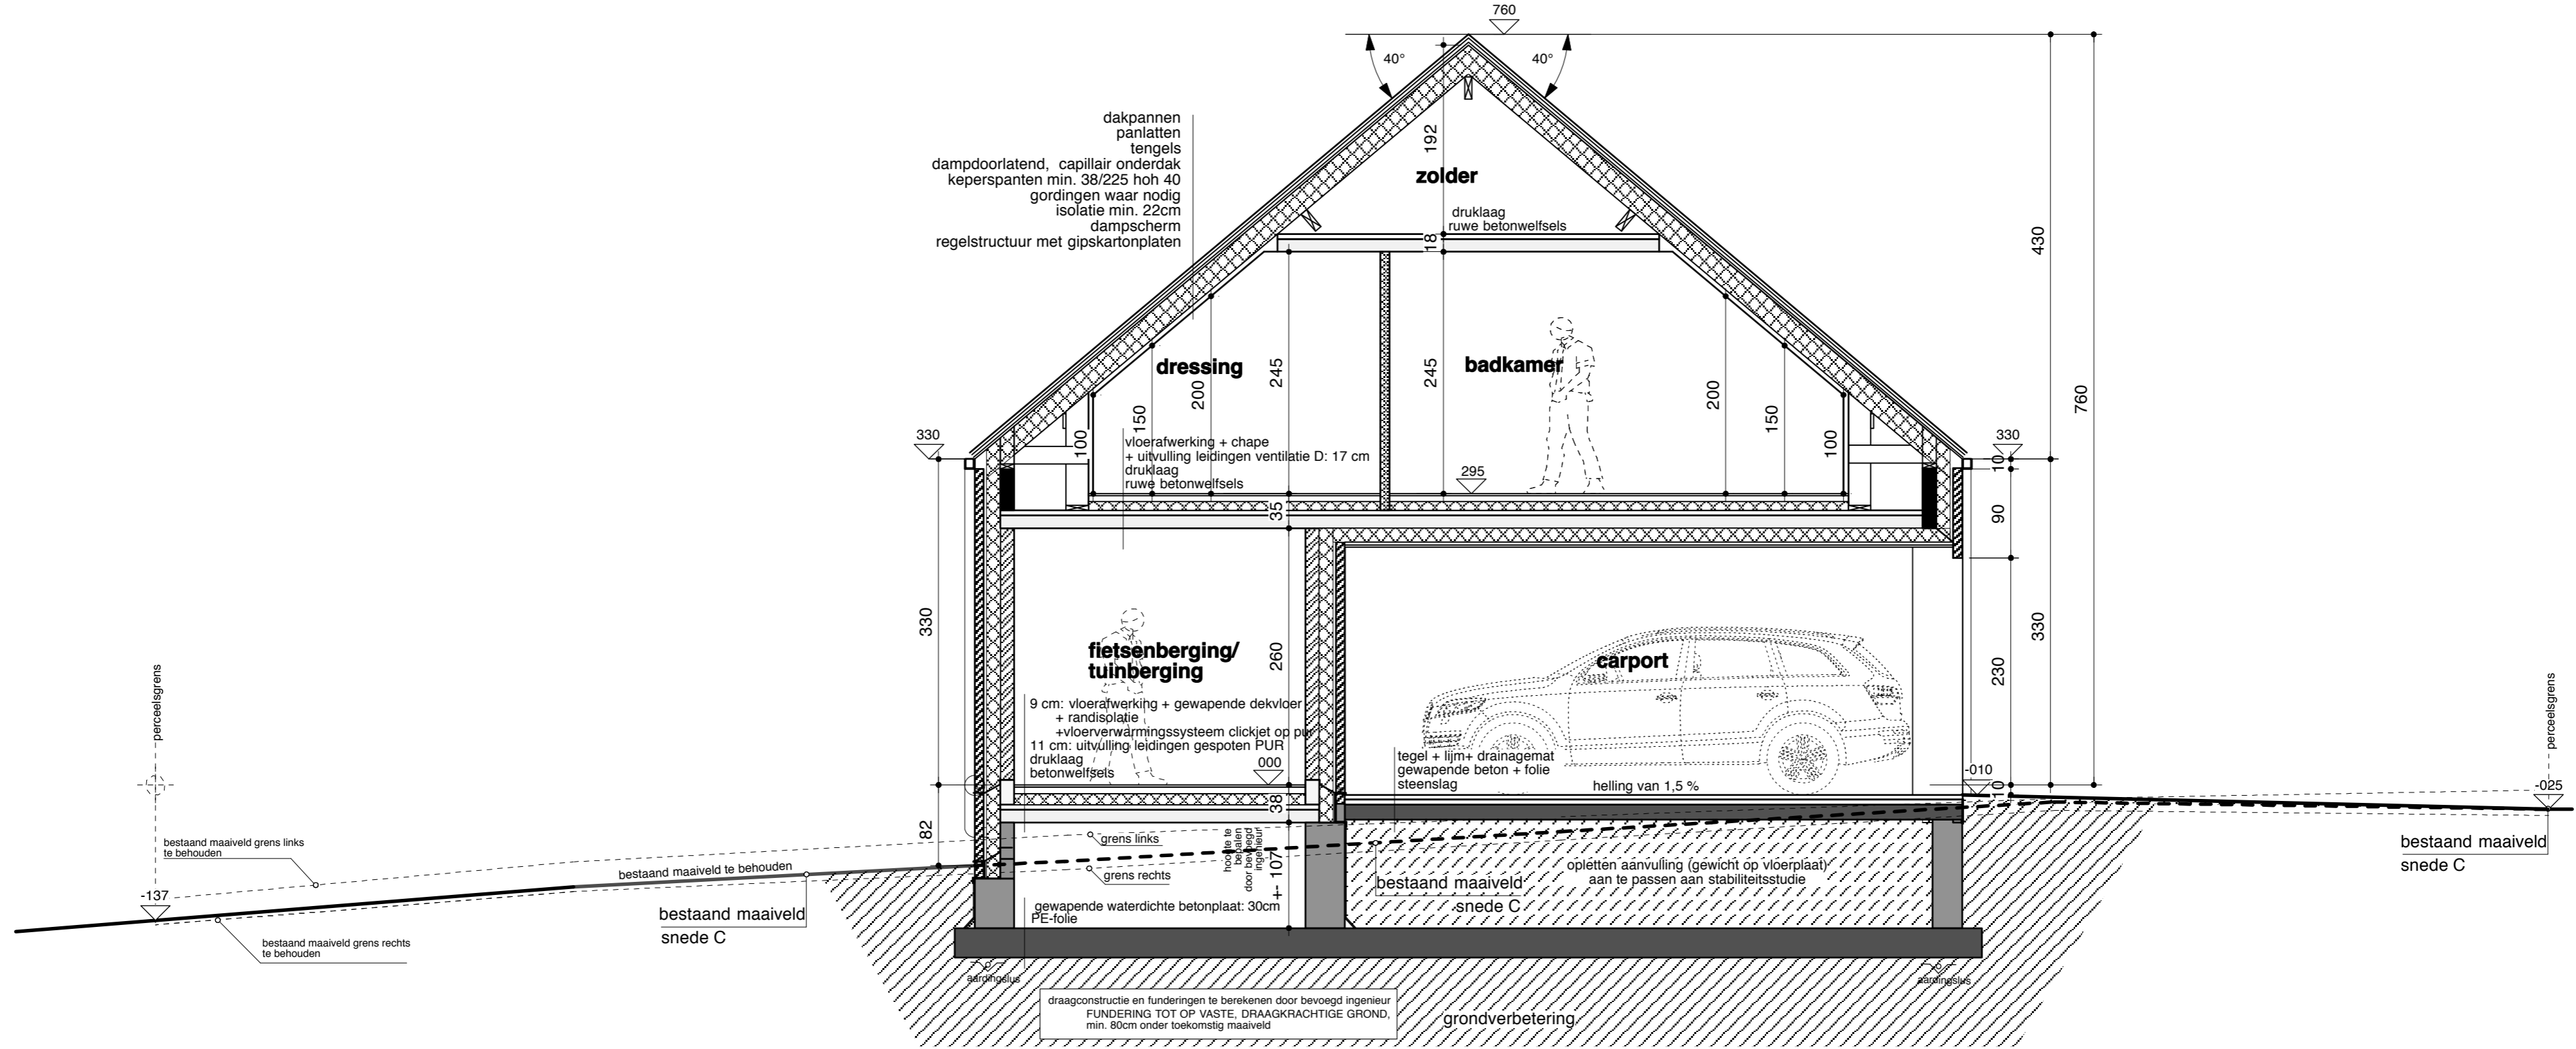 760
40°
40°
dakpannen
panlatten
tengels
dampdoorlatend, capillair onderdak
keperspanten min. 38/225 hoh 40
gordingen waar nodig
isolatie min. 22cm
dampscherm
regelstructuur met gipskartonplaten
192
zolder
druklaag
ruwe betonwelfsels
18
430
760
dressing
badkamer
245
245
200
150
100
200
150
100
330
330
10
vloerafwerking + chape
+ uitvulling leidingen ventilatie D: 17 cm
druklaag
ruwe betonwelfsels
295
35
90
330
260
fietsenberging/
tuinberging
carport
230
330
perceelsgrens
perceelsgrens
9 cm: vloerafwerking + gewapende dekvloer
+ randisplatie
+vloerverwarmingssysteem clickjet op pur
11 cm: uitvulling leidingen gespoten PUR
druklaag
betonwelfsels
000
tegel + lijm+ drainagemat
gewapende beton + folie
steenslag
helling van 1,5 %
-010
10
-025
38
82
bestaand maaiveld grens links
te behouden
bestaand maaiveld te behouden
grens links
grens rechts
hoogte te
bepalen
door bevoegd
ingenieur
+- 107
opletten aanvulling (gewicht op vloerplaat)
aan te passen aan stabiliteitsstudie
bestaand maaiveld
snede C
bestaand maaiveld
snede C
-137
bestaand maaiveld
snede C
gewapende waterdichte betonplaat: 30cm
PE-folie
bestaand maaiveld grens rechts
te behouden
aardingslus
aardingslus
draagconstructie en funderingen te berekenen door bevoegd ingenieur
FUNDERING TOT OP VASTE, DRAAGKRACHTIGE GROND,
min. 80cm onder toekomstig maaiveld
grondverbetering